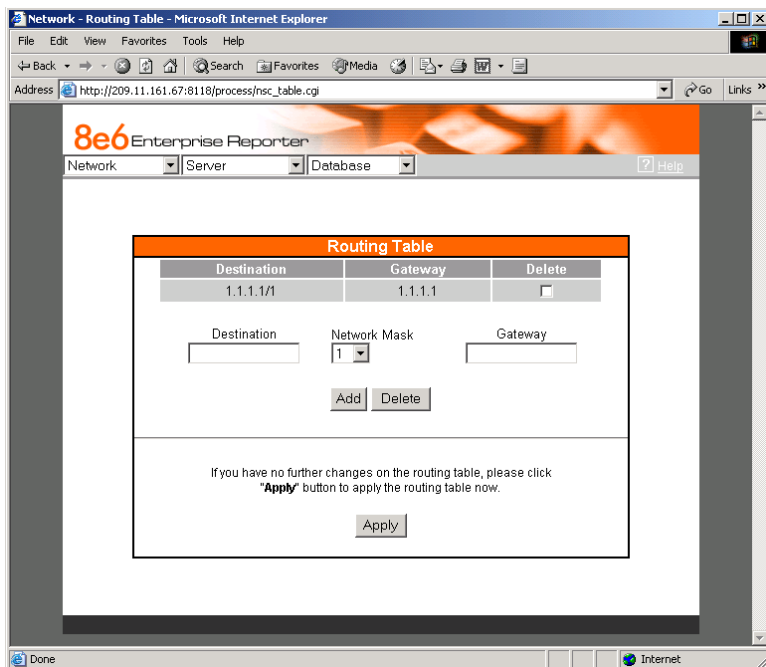 Network - Routing Table - Microsoft Internet Explorer
File Edit View Favorites Tools Help
Back Search Favorites Media
Address http://209.11.161.67:8118/process/nsc_table.cgi Go Links »
8e6 Enterprise Reporter
Network Server Database ? Help
Routing Table
Destination Gateway Delete
1.1.1.1/1 1.1.1.1
Destination Network Mask Gateway
1
Add Delete
If you have no further changes on the routing table, please click
"Apply" button to apply the routing table now.
Apply
Done Internet